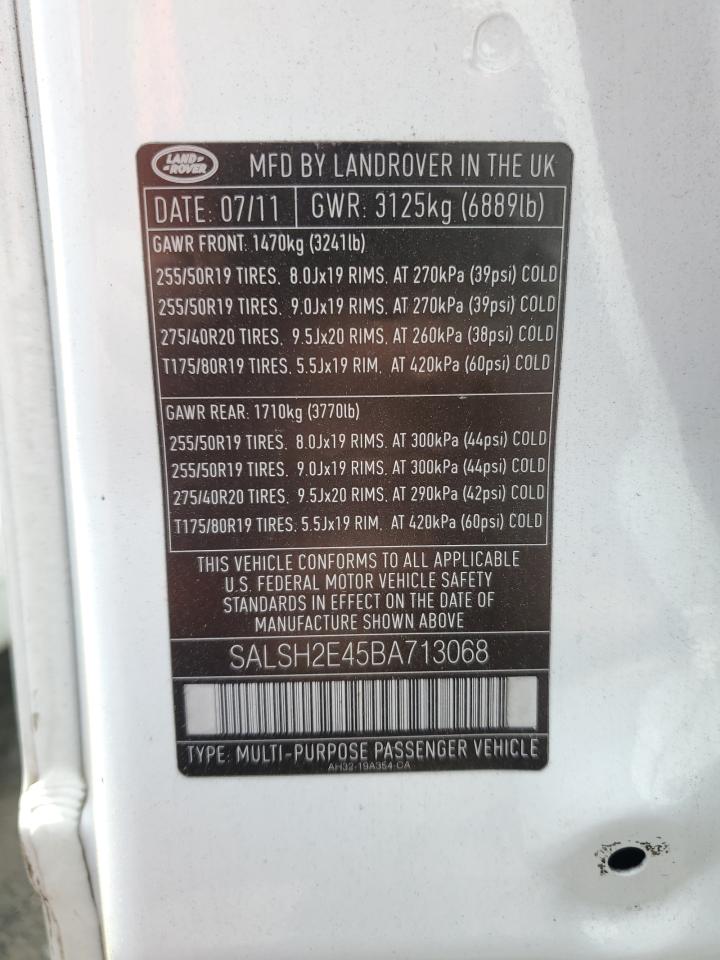 LAND-
-ROVER
MFD BY LANDROVER IN THE UK
DATE: 07/11 GWR: 3125kg (6889lb)
GAWR FRONT: 1470kg (3241lb)
255/50R19 TIRES, 8.0Jx19 RIMS, AT 270kPa (39psi) COLD
255/50R19 TIRES, 9.0Jx19 RIMS, AT 270kPa (39psi) COLD
275/40R20 TIRES, 9.5Jx20 RIMS, AT 260kPa (38psi) COLD
T175/80R19 TIRES, 5.5Jx19 RIM, AT 420kPa (60psi) COLD
GAWR REAR: 1710kg (3770lb)
255/50R19 TIRES, 8.0Jx19 RIMS, AT 300kPa (44psi) COLD
255/50R19 TIRES, 9.0Jx19 RIMS, AT 300kPa (44psi) COLD
275/40R20 TIRES, 9.5Jx20 RIMS, AT 290kPa (42psi) COLD
T175/80R19 TIRES, 5.5Jx19 RIM, AT 420kPa (60psi) COLD
THIS VEHICLE CONFORMS TO ALL APPLICABLE
U.S. FEDERAL MOTOR VEHICLE SAFETY
STANDARDS IN EFFECT ON THE DATE OF
MANUFACTURE SHOWN ABOVE
SALSH2E45BA713068
TYPE: MULTI-PURPOSE PASSENGER VEHICLE
AH32-19A354-DA